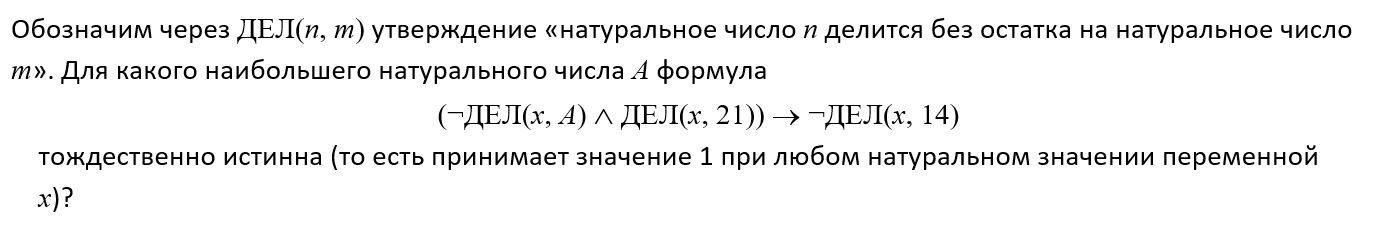 Обозначим через ДЕЛ(n, m) утверждение «натуральное число n делится без остатка на натуральное число
m». Для какого наибольшего натурального числа A формула
(¬ДЕЛ(x, A) ∧ ДЕЛ(x, 21)) → ¬ДЕЛ(x, 14)
тождественно истинна (то есть принимает значение 1 при любом натуральном значении переменной
x)?